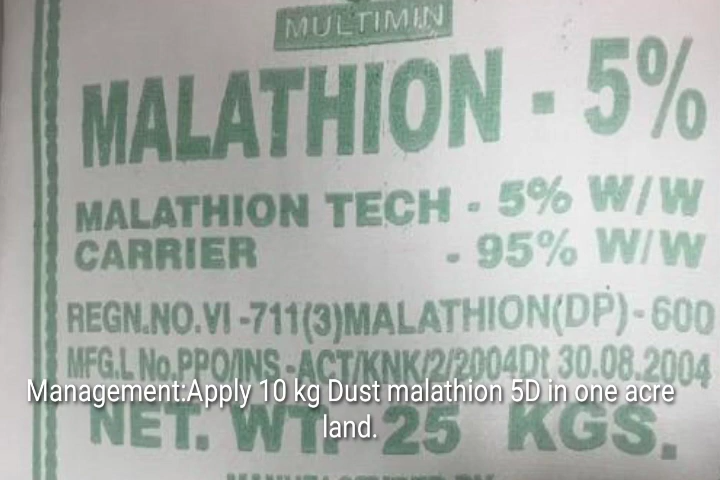 MULTIMIN
MALATHION - 5%
MALATHION TECH - 5% W/W
CARRIER - 95% W/W
REGN.NO.VI -711(3)MALATHION(DP)- 600
MFG.L No.PPO/INS -ACT/KNK/2/2004Dt 30.08.2004
Management:Apply 10 kg Dust malathion 5D in one acre
land.
NET. WT. 25 KGS.